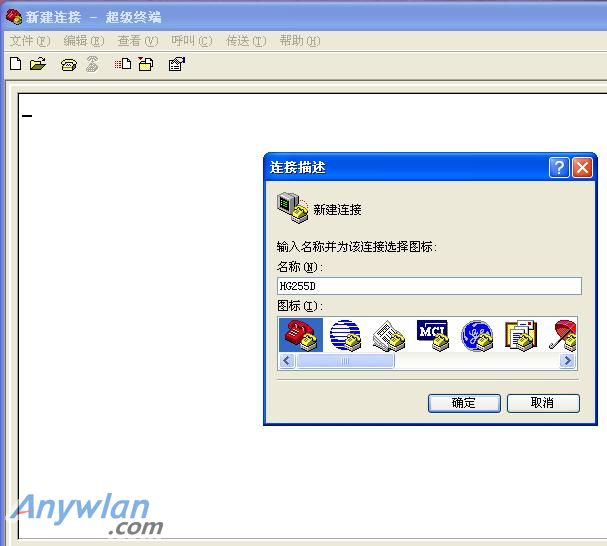 新建连接 - 超级终端
文件(F) 编辑(E) 查看(V) 呼叫(C) 传送(T) 帮助(H)
连接描述
新建连接
输入名称并为该连接选择图标:
名称(N):
HG255D
图标(I):
MCI
确定 取消
Anywlan
.com